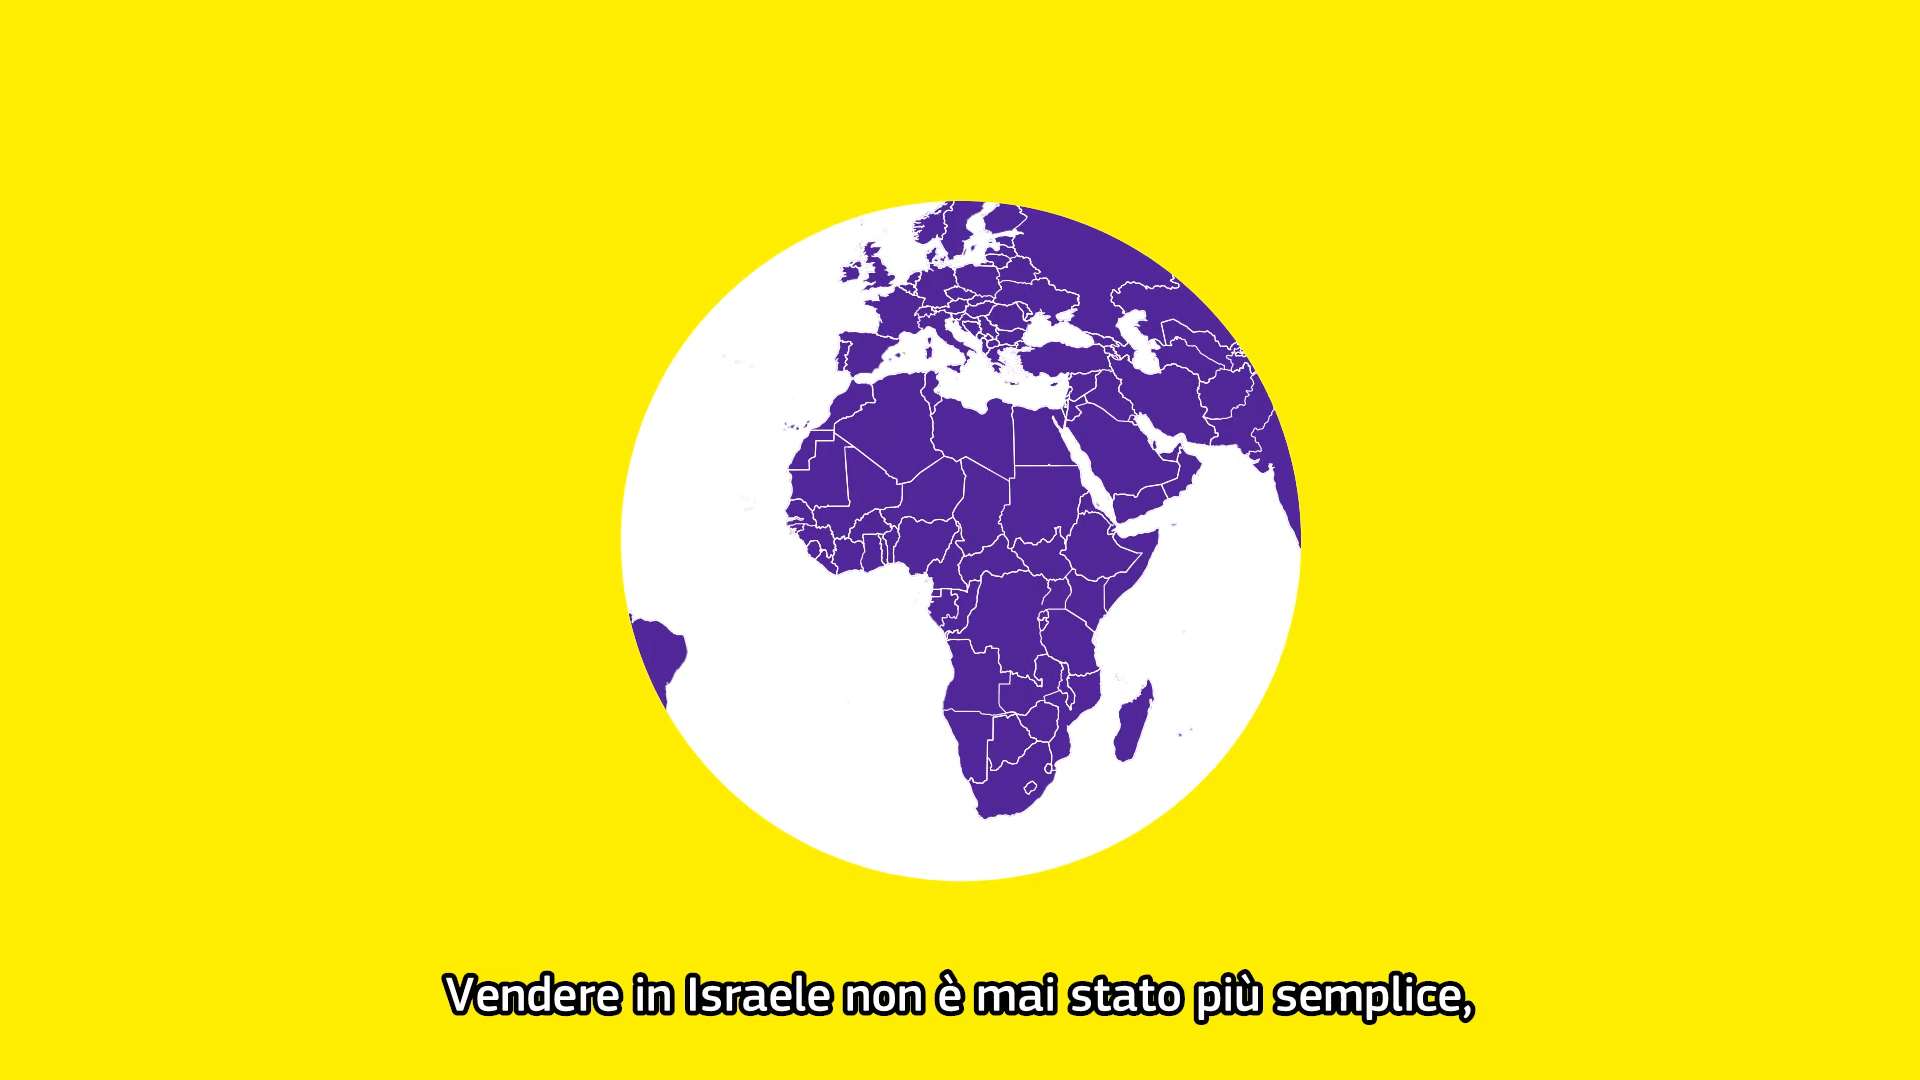 Vendere in Israele non è mai stato più semplice,